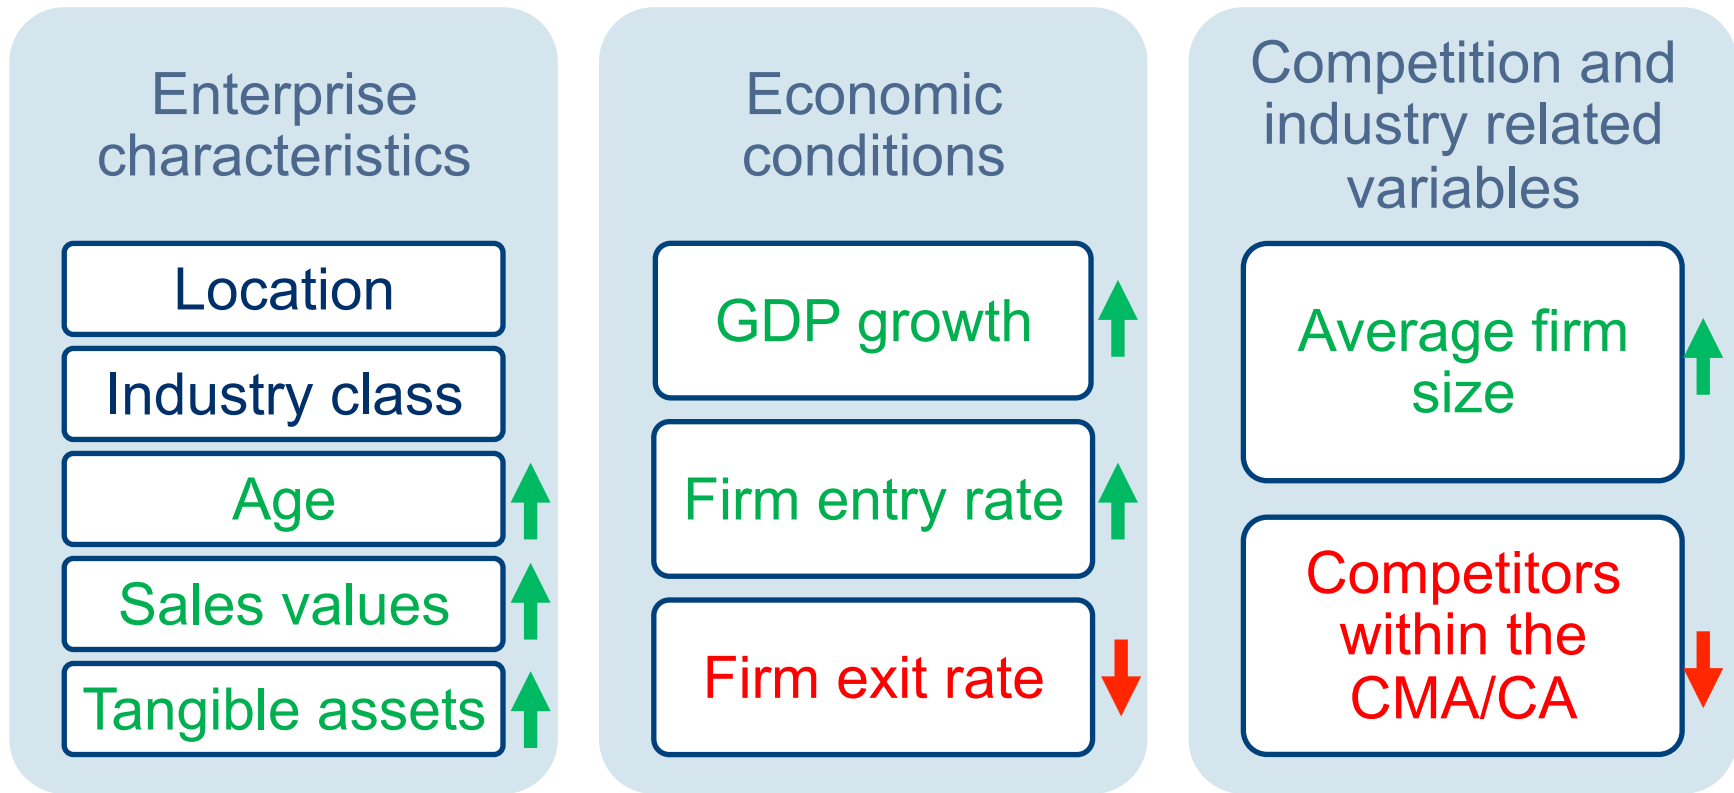 Enterprise
characteristics
Location
Industry class
Age
Sales values
Tangible assets
Economic
conditions
GDP growth
Firm entry rate
Firm exit rate
Competition and
industry related
variables
Average firm
size
Competitors
within the
CMA/CA